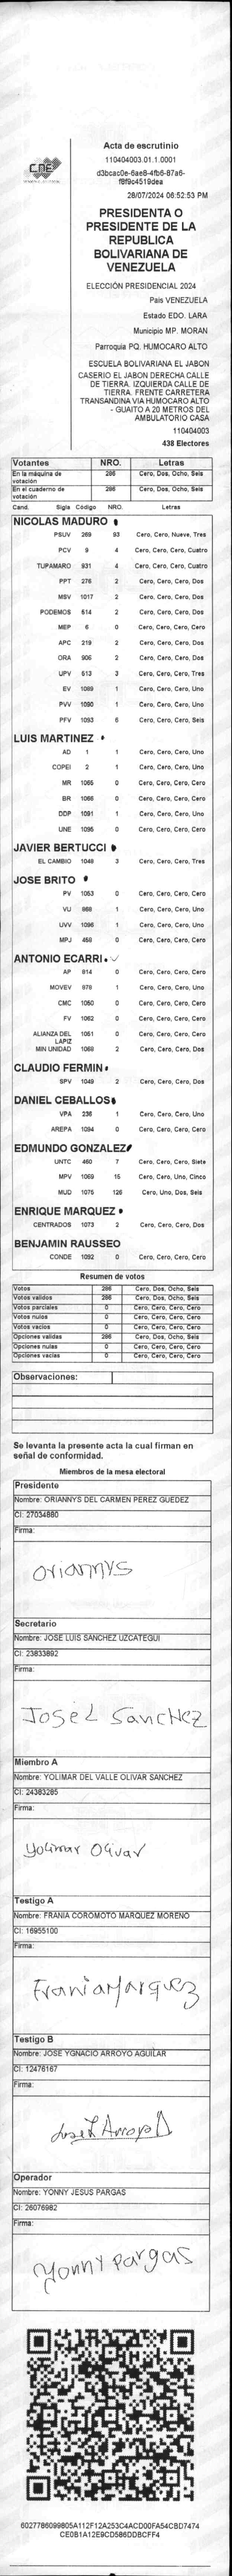 CNE
Acta de escrutinio
110404003.01.1.0001
d3bcac0e-6ae8-4fb6-87a6-
f8f9c4519dea
28/07/2024 06:52:53 PM
PRESIDENTA O
PRESIDENTE DE LA
REPUBLICA
BOLIVARIANA DE
VENEZUELA
ELECCIÓN PRESIDENCIAL 2024
País VENEZUELA
Estado EDO. LARA
Municipio MP. MORAN
Parroquia PQ. HUMOCARO ALTO
ESCUELA BOLIVARIANA EL JABON
CASERIO EL JABON DERECHA CALLE
DE TIERRA. IZQUIERDA CALLE DE
TIERRA. FRENTE CARRETERA
TRANSANDINA VIA HUMOCARO ALTO
- GUAITO A 20 METROS DEL
AMBULATORIO CASA
110404003
438 Electores
Votantes NRO. Letras
En la máquina de votación 286 Cero, Dos, Ocho, Seis
En el cuaderno de votación 286 Cero, Dos, Ocho, Seis
Cand. Sigla Código NRO. Letras
NICOLAS MADURO
PSUV 269 93 Cero, Cero, Nueve, Tres
PCV 9 4 Cero, Cero, Cero, Cuatro
TUPAMARO 931 4 Cero, Cero, Cero, Cuatro
PPT 276 2 Cero, Cero, Cero, Dos
MSV 1017 2 Cero, Cero, Cero, Dos
PODEMOS 514 2 Cero, Cero, Cero, Dos
MEP 6 0 Cero, Cero, Cero, Cero
APC 219 2 Cero, Cero, Cero, Dos
ORA 906 2 Cero, Cero, Cero, Dos
UPV 613 3 Cero, Cero, Cero, Tres
EV 1089 1 Cero, Cero, Cero, Uno
PVV 1090 1 Cero, Cero, Cero, Uno
PFV 1093 6 Cero, Cero, Cero, Seis
LUIS MARTINEZ
AD 1 1 Cero, Cero, Cero, Uno
COPEI 2 1 Cero, Cero, Cero, Uno
MR 1065 0 Cero, Cero, Cero, Cero
BR 1066 0 Cero, Cero, Cero, Cero
DDP 1091 1 Cero, Cero, Cero, Uno
UNE 1095 0 Cero, Cero, Cero, Cero
JAVIER BERTUCCI
EL CAMBIO 1048 3 Cero, Cero, Cero, Tres
JOSE BRITO
PV 1053 0 Cero, Cero, Cero, Cero
VU 868 1 Cero, Cero, Cero, Uno
UVV 1096 1 Cero, Cero, Cero, Uno
MPJ 458 0 Cero, Cero, Cero, Cero
ANTONIO ECARRI
AP 814 0 Cero, Cero, Cero, Cero
MOVEV 978 1 Cero, Cero, Cero, Uno
CMC 1050 0 Cero, Cero, Cero, Cero
FV 1062 0 Cero, Cero, Cero, Cero
ALIANZA DEL LAPIZ 1051 0 Cero, Cero, Cero, Cero
MIN UNIDAD 1068 2 Cero, Cero, Cero, Dos
CLAUDIO FERMIN
SPV 1049 2 Cero, Cero, Cero, Dos
DANIEL CEBALLOS
VPA 236 1 Cero, Cero, Cero, Uno
AREPA 1094 0 Cero, Cero, Cero, Cero
EDMUNDO GONZALEZ
UNTC 460 7 Cero, Cero, Cero, Siete
MPV 1069 15 Cero, Cero, Uno, Cinco
MUD 1075 126 Cero, Uno, Dos, Seis
ENRIQUE MARQUEZ
CENTRADOS 1073 2 Cero, Cero, Cero, Dos
BENJAMIN RAUSSEO
CONDE 1092 0 Cero, Cero, Cero, Cero
Resumen de votos
Votos 286 Cero, Dos, Ocho, Seis
Votos validos 286 Cero, Dos, Ocho, Seis
Votos parciales 0 Cero, Cero, Cero, Cero
Votos nulos 0 Cero, Cero, Cero, Cero
Votos vacíos 0 Cero, Cero, Cero, Cero
Opciones validas 286 Cero, Dos, Ocho, Seis
Opciones nulas 0 Cero, Cero, Cero, Cero
Opciones vacías 0 Cero, Cero, Cero, Cero
Observaciones:
Se levanta la presente acta la cual firman en
señal de conformidad.
Miembros de la mesa electoral
Presidente
Nombre: ORIANNYS DEL CARMEN PEREZ GUEDEZ
CI: 27034880
Firma:
Oriannys
Secretario
Nombre: JOSE LUIS SANCHEZ UZCATEGUI
CI: 23833892
Firma:
José L Sanchez
Miembro A
Nombre: YOLIMAR DEL VALLE OLIVAR SANCHEZ
CI: 24383285
Firma:
Yolimar Olivar
Testigo A
Nombre: FRANIA COROMOTO MARQUEZ MORENO
CI: 16955100
Firma:
Frania Marquez
Testigo B
Nombre: JOSE YGNACIO ARROYO AGUILAR
CI: 12476167
Firma:
José Y Arroyo A
Operador
Nombre: YONNY JESUS PARGAS
CI: 26076982
Firma:
Yonny Pargas
6027786099805A112F12A253C4ACD00FA54CBD7474
CE0B1A12E9CD586DDBCFF4